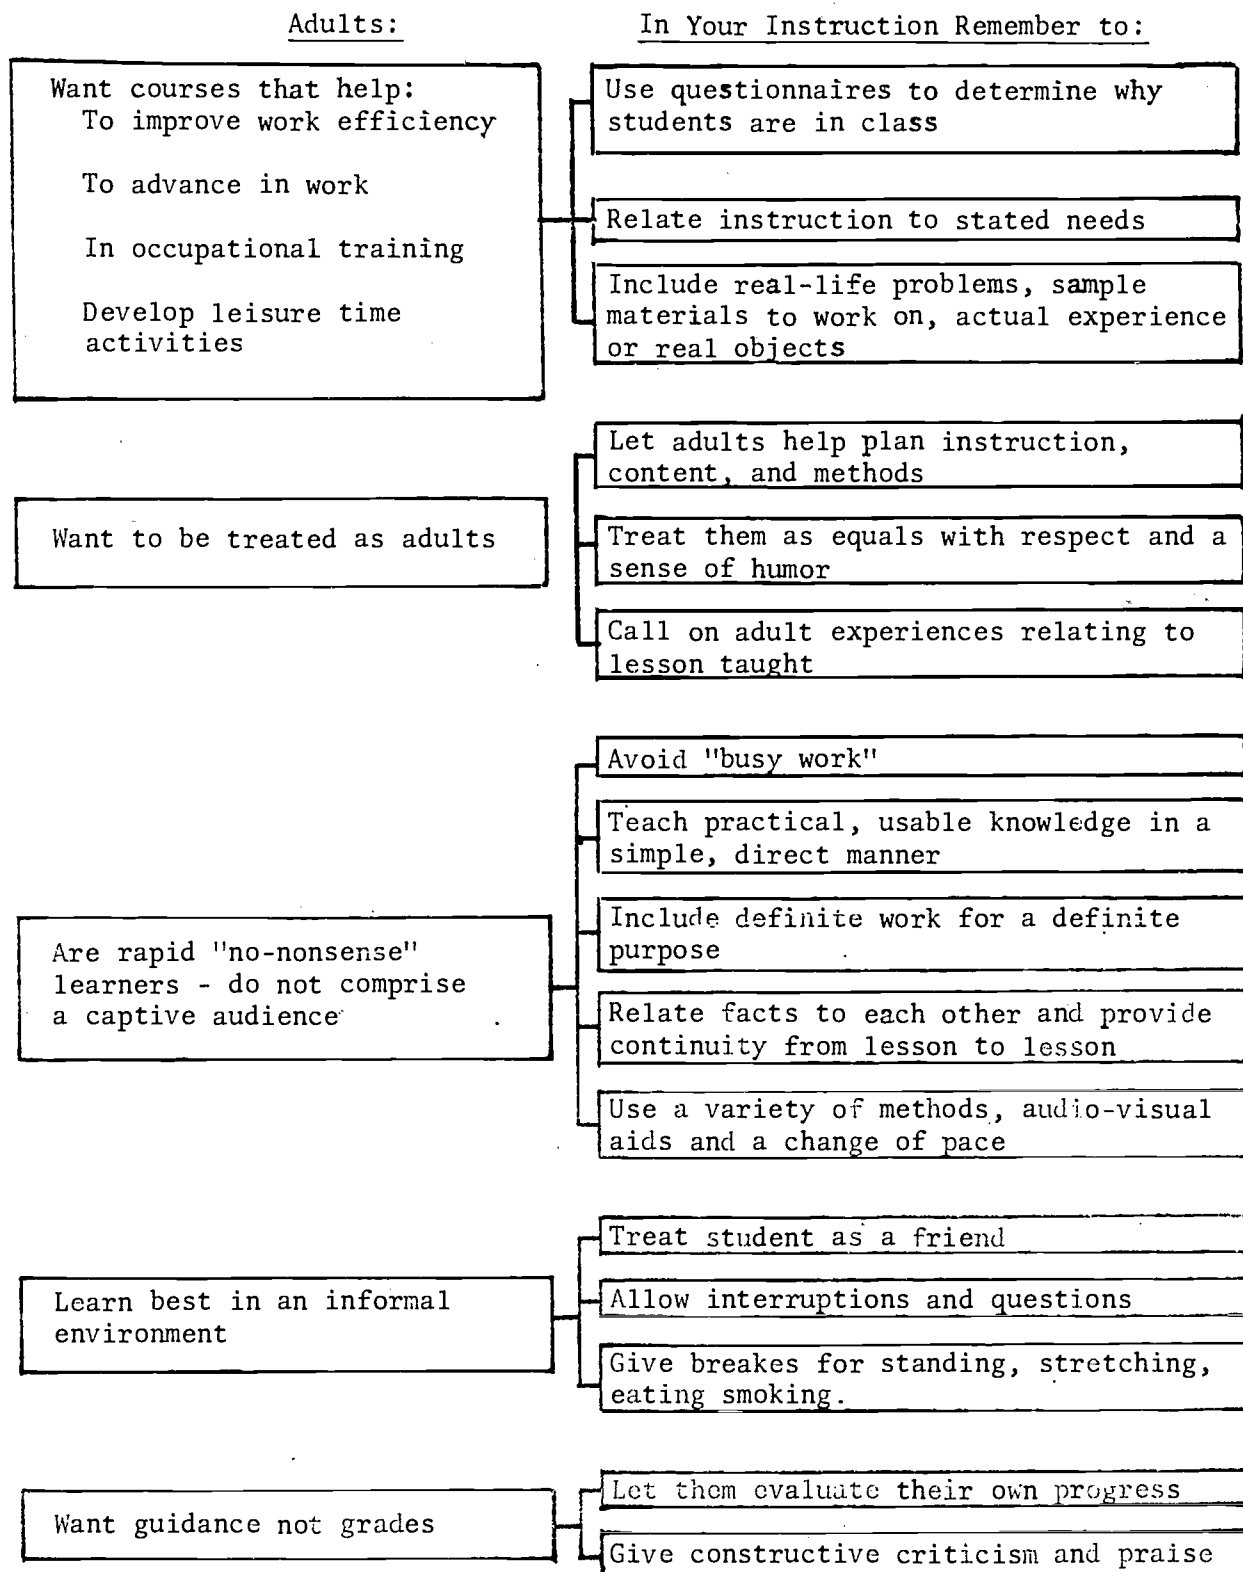 Adults:
In Your Instruction Remember to:
Want courses that help:
To improve work efficiency
To advance in work
In occupational training
Develop leisure time
activities
Use questionnaires to determine why
students are in class
Relate instruction to stated needs
Include real-life problems, sample
materials to work on, actual experience
or real objects
Want to be treated as adults
Let adults help plan instruction,
content, and methods
Treat them as equals with respect and a
sense of humor
Call on adult experiences relating to
lesson taught
Are rapid "no-nonsense"
learners - do not comprise
a captive audience
Avoid "busy work"
Teach practical, usable knowledge in a
simple, direct manner
Include definite work for a definite
purpose
Relate facts to each other and provide
continuity from lesson to lesson
Use a variety of methods, audio-visual
aids and a change of pace
Learn best in an informal
environment
Treat student as a friend
Allow interruptions and questions
Give breakes for standing, stretching,
eating smoking.
Want guidance not grades
Let them evaluate their own progress
Give constructive criticism and praise